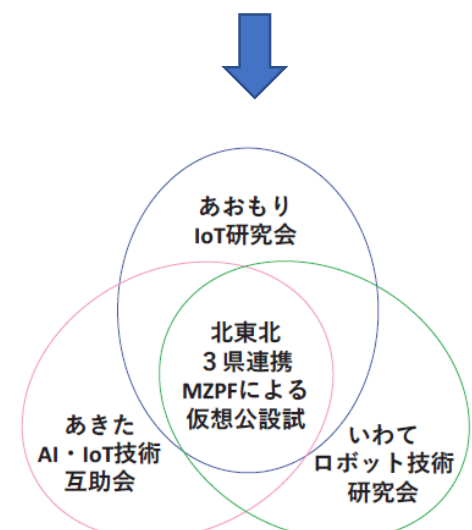 あおもり
IoT研究会
北東北
３県連携
MZPFによる
仮想公設試
あきた
AI・IoT技術
互助会
いわて
ロボット技術
研究会